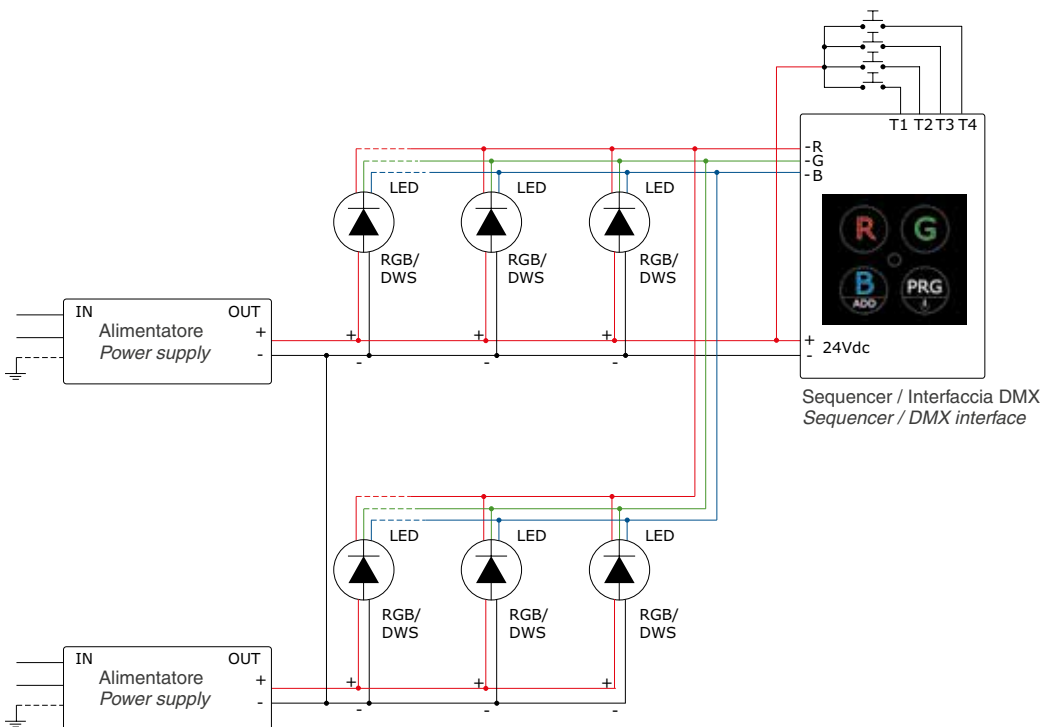 T1 T2 T3 T4
-R
-G
-B
LED LED LED
R G
B ADD PRG
RGB/ DWS RGB/ DWS RGB/ DWS
IN OUT
Alimentatore
Power supply
+
-
+ + +
- - -
+ 24Vdc
-
Sequencer / Interfaccia DMX
Sequencer / DMX interface
LED LED LED
RGB/ DWS RGB/ DWS RGB/ DWS
IN OUT
Alimentatore
Power supply
+
-
+ + +
- - -